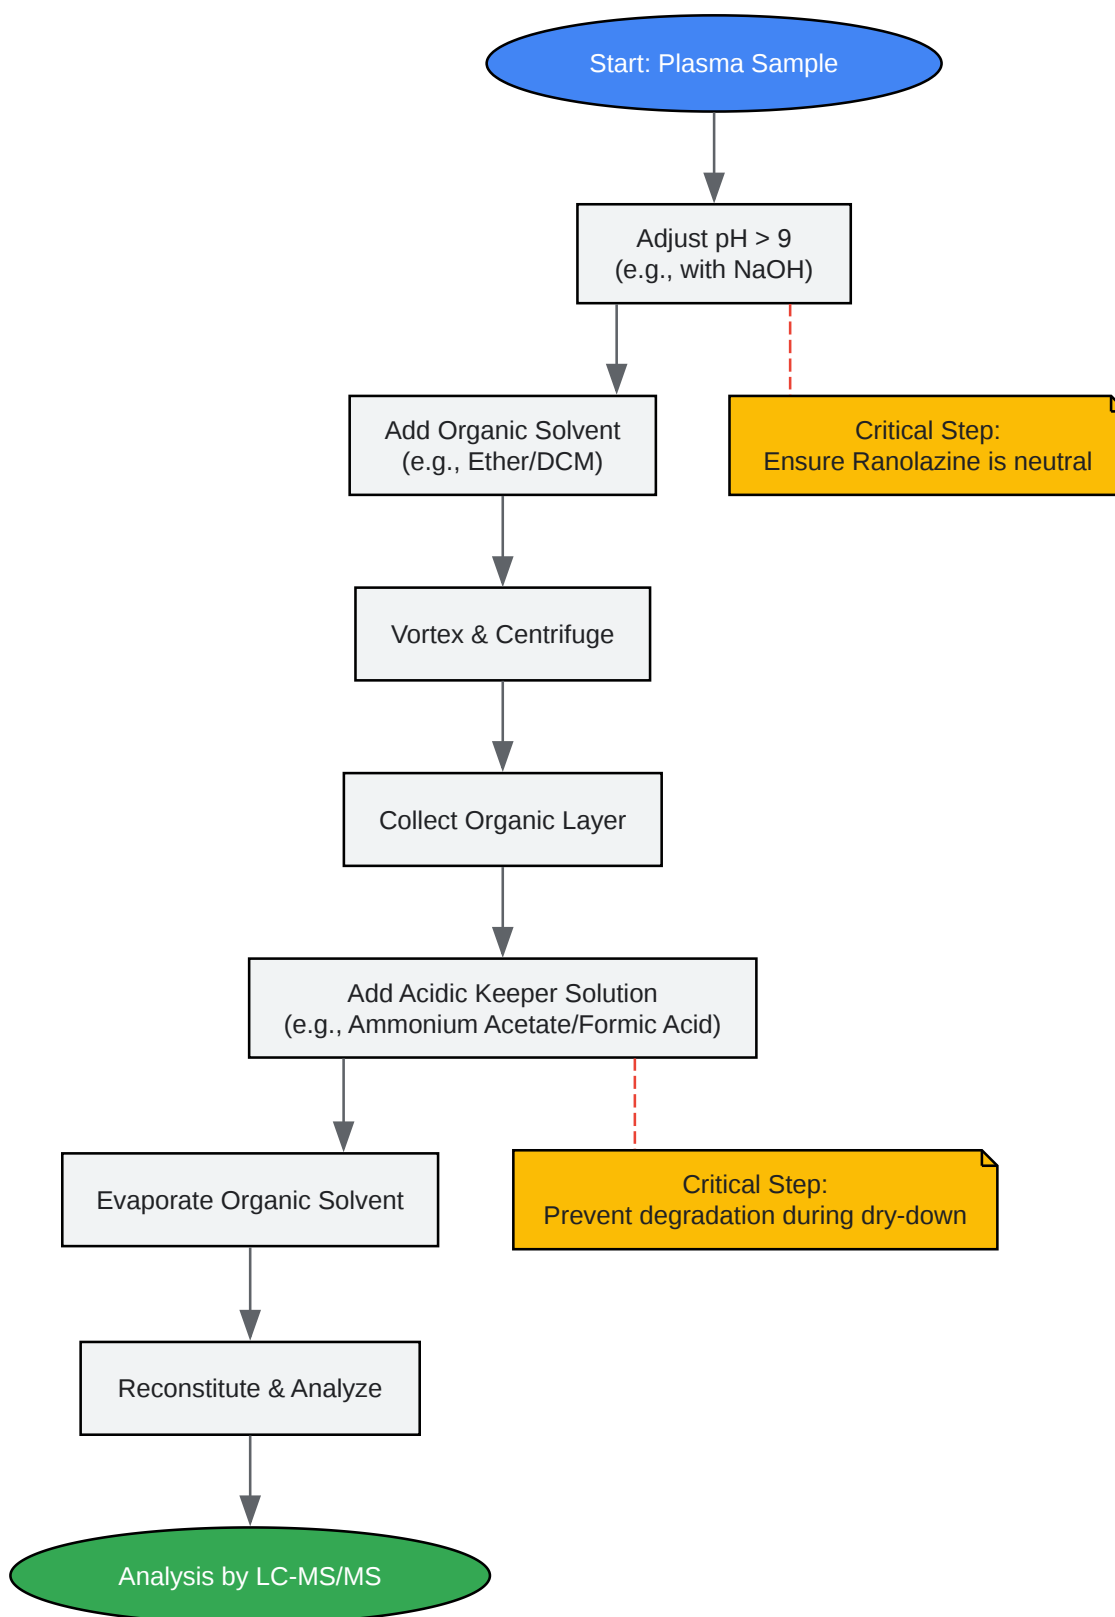 Start: Plasma Sample
Adjust pH > 9
(e.g., with NaOH)
Add Organic Solvent
(e.g., Ether/DCM)
Critical Step:
Ensure Ranolazine is neutral
Vortex & Centrifuge
Collect Organic Layer
Add Acidic Keeper Solution
(e.g., Ammonium Acetate/Formic Acid)
Evaporate Organic Solvent
Critical Step:
Prevent degradation during dry-down
Reconstitute & Analyze
Analysis by LC-MS/MS